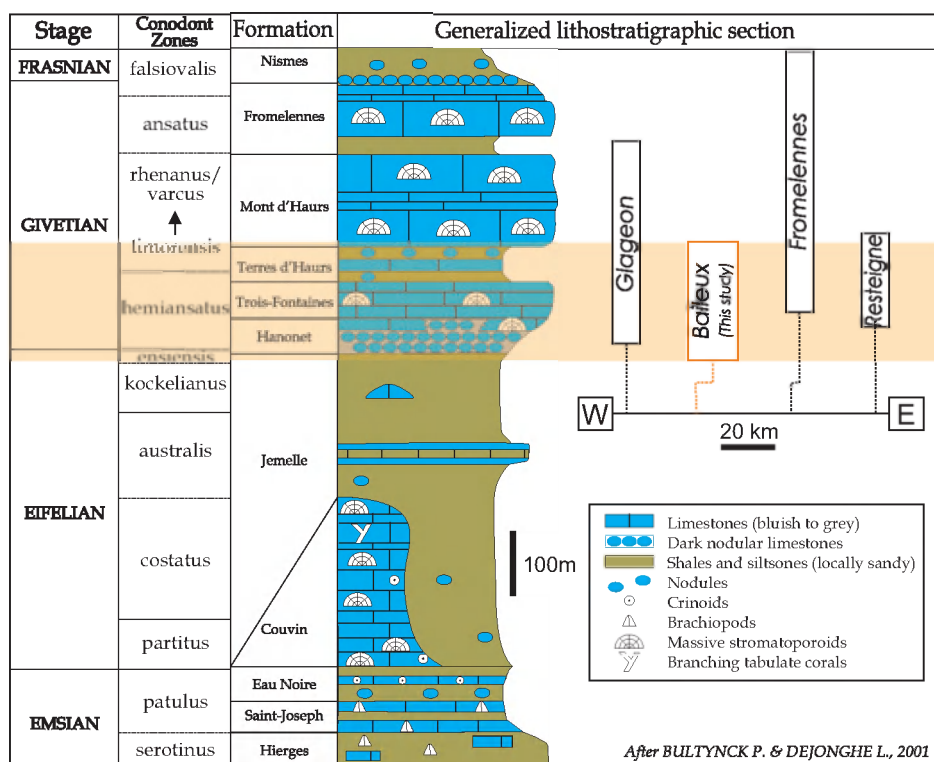 Stage
Conodont
Zones
Formation
Generalized lithostratigraphic section
FRASNIAN
falsiovalis
Nismes
GIVETIAN
ansatus
Fromelennes
rhenanus/
varcus
Mont d'Haurs
limorensis
Terres d'Haurs
hemiansatus
Trois-Fontaines
Hanonet
ensiensis
EIFELIAN
kockelianus
australis
Jemelle
costatus
partitus
Couvin
EMSIAN
patulus
Eau Noire
Saint-Joseph
serotinus
Hierges
Glageon
Baileux
(This study)
Fromelennes
Resteigne
W
E
20 km
100m
Limestones (bluish to grey)
Dark nodular limestones
Shales and siltsones (locally sandy)
Nodules
Crinoids
Brachiopods
Massive stromatoporoids
Branching tabulate corals
After BULTYNCK P. & DEJONGHE L., 2001